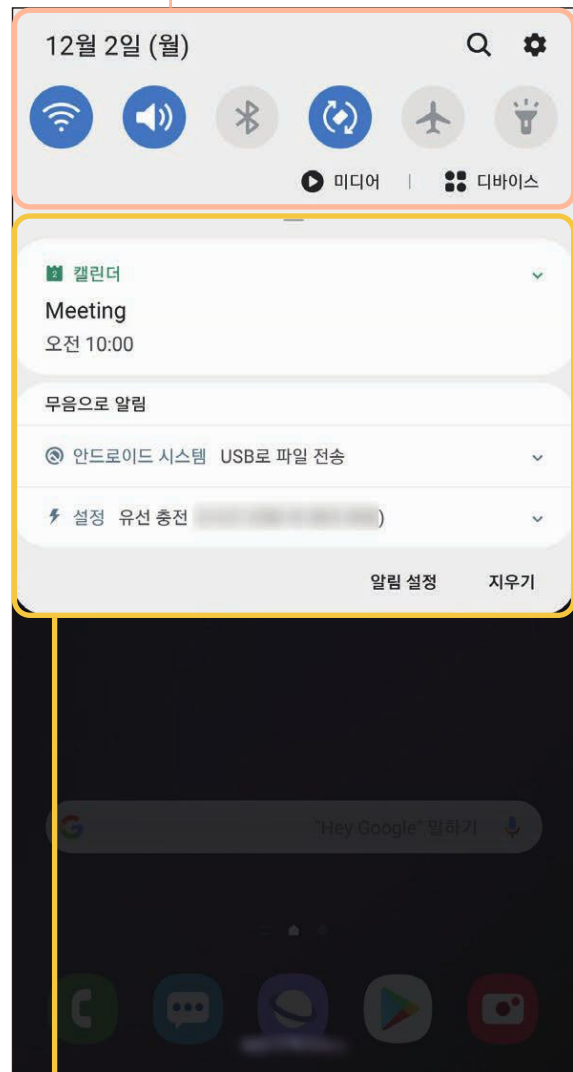 12월 2일 (월)
미디어 | 디바이스
2 캘린더
Meeting
오전 10:00
무음으로 알림
안드로이드 시스템 USB로 파일 전송
설정 유선 충전 )
알림 설정 지우기
G "Hey Google" 말하기